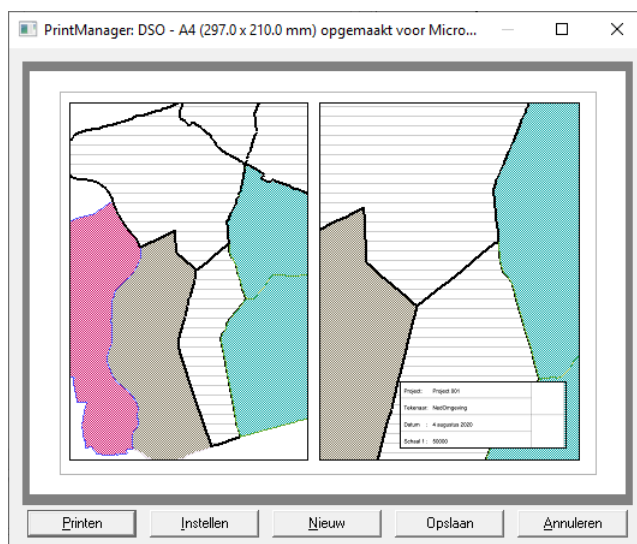 PrintManager: DSO - A4 (297.0 x 210.0 mm) opgemaakt voor Micro...
Project: Project 001
Tekenaar: NedOmgeving
Datum : 4 augustus 2020
Schaal 1 : 50000
Printen Instellen Nieuw Opslaan Annuleren